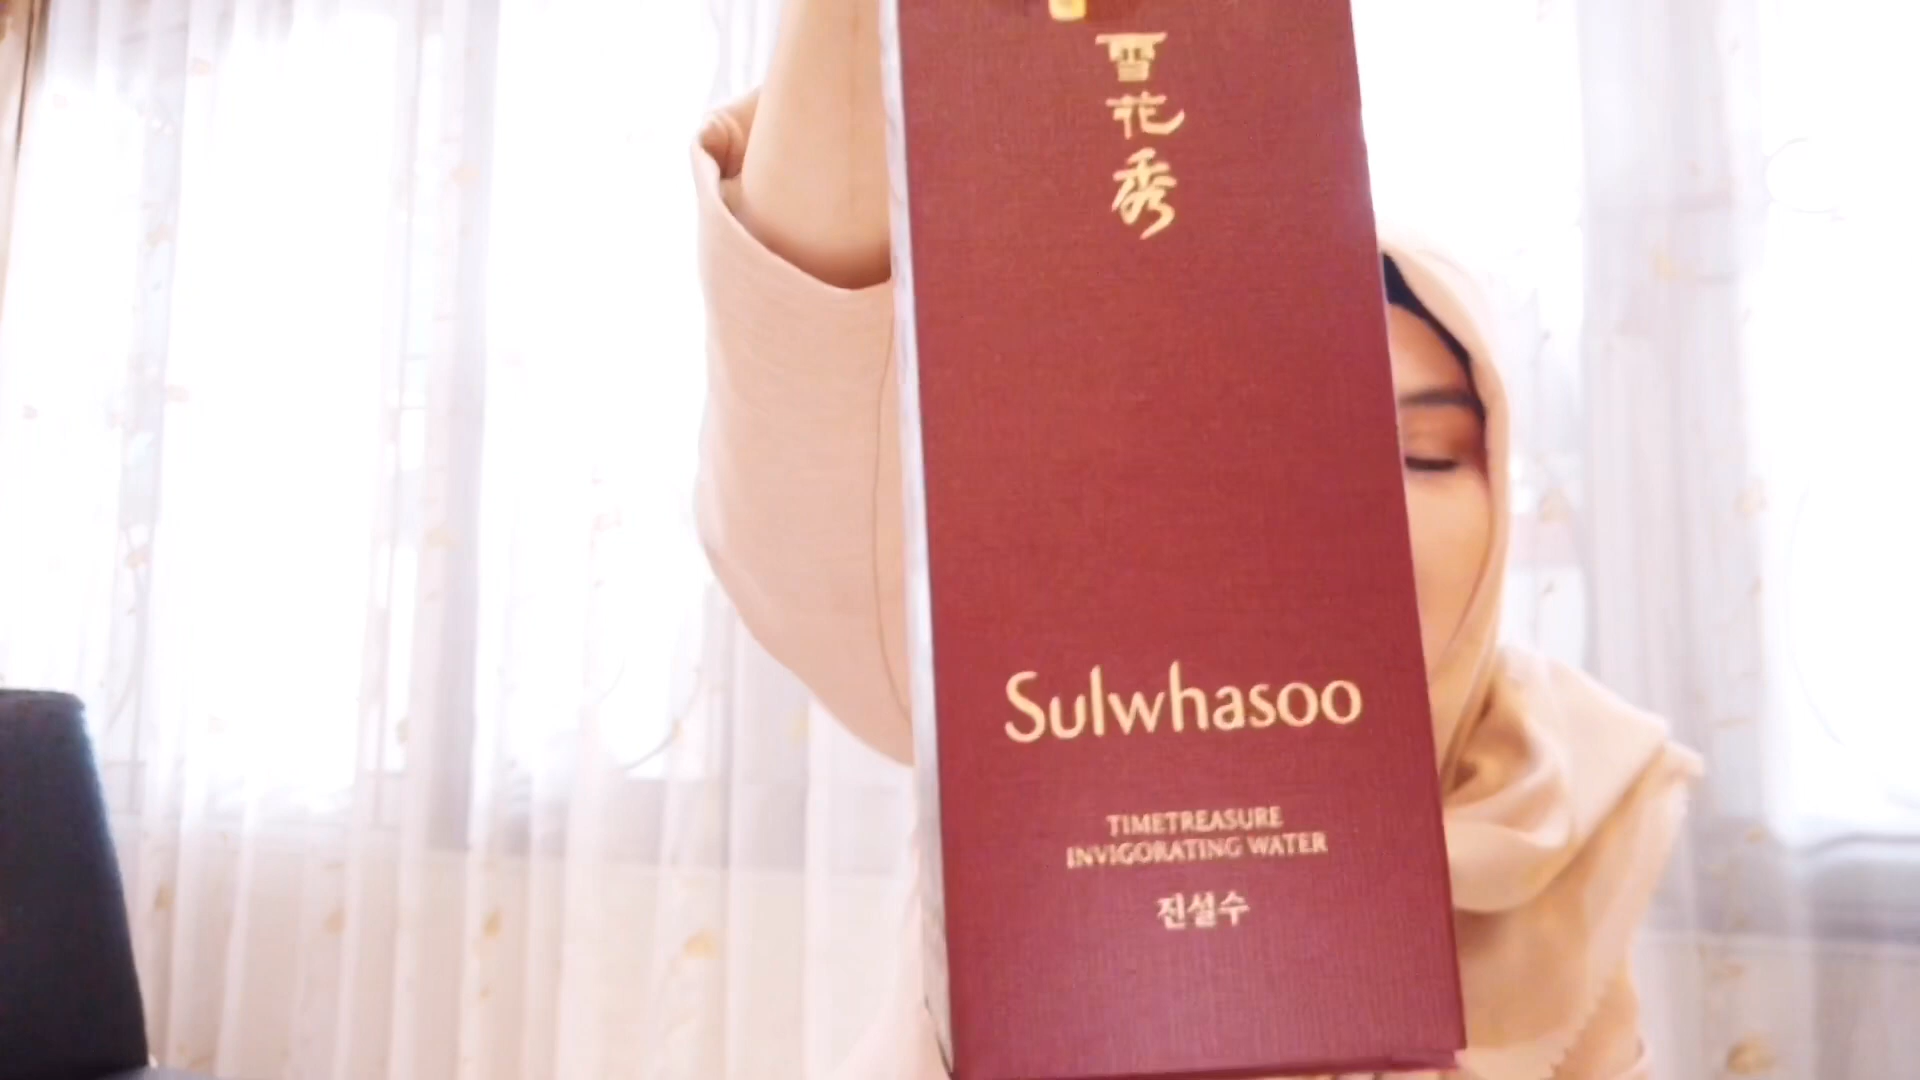 雪花秀
Sulwhasoo
TIMETREASURE
INVIGORATING WATER
진설수